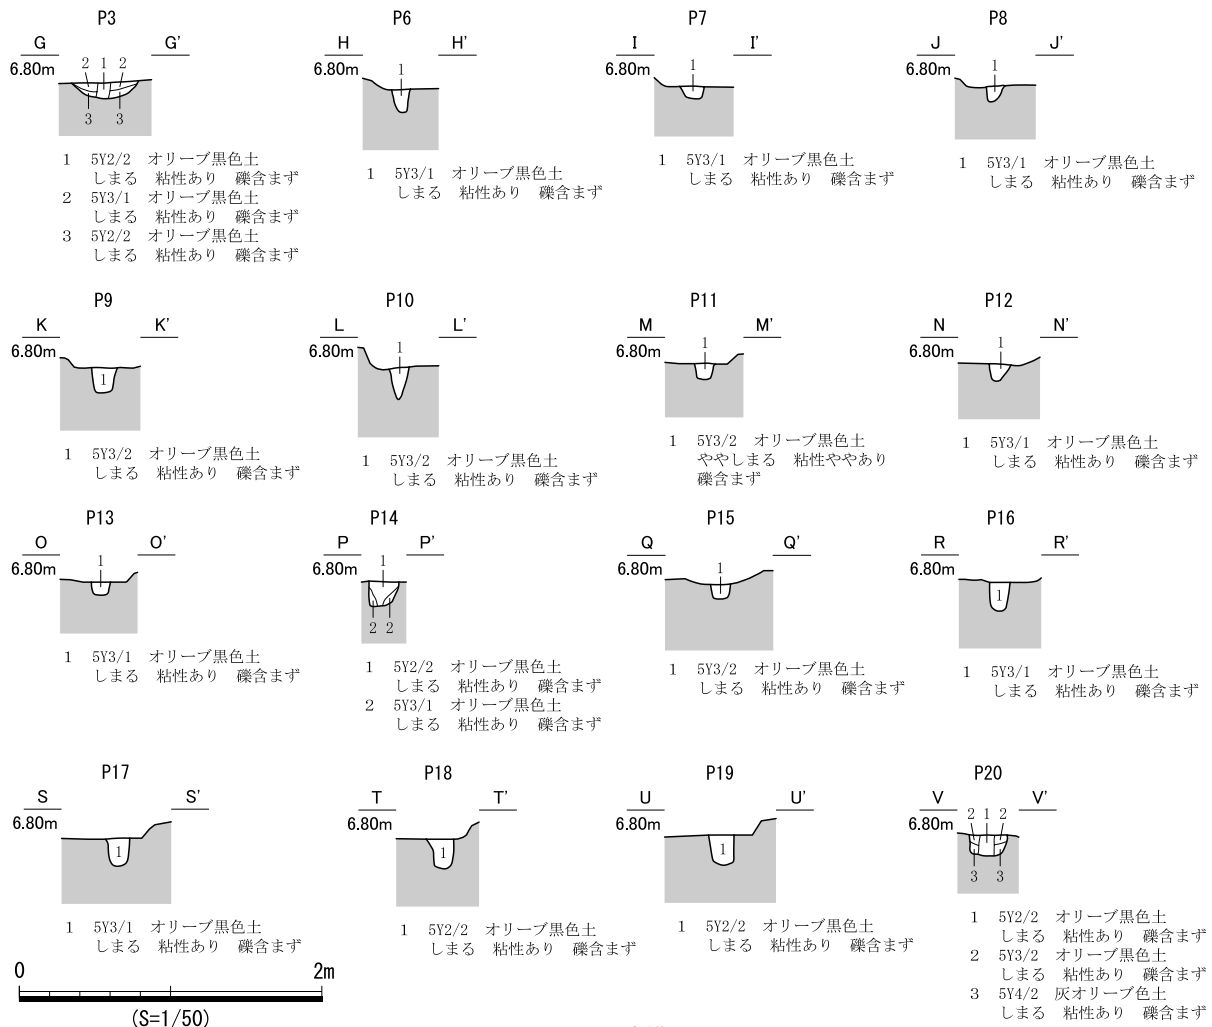 P3
G G'
6.80m
2 1 2
3 3
1 5Y2/2 オリーブ黒色土
しまる 粘性あり 礫含まず
2 5Y3/1 オリーブ黒色土
しまる 粘性あり 礫含まず
3 5Y2/2 オリーブ黒色土
しまる 粘性あり 礫含まず
P6
H H'
6.80m
1
1 5Y3/1 オリーブ黒色土
しまる 粘性あり 礫含まず
P7
I I'
6.80m
1
1 5Y3/1 オリーブ黒色土
しまる 粘性あり 礫含まず
P8
J J'
6.80m
1
1 5Y3/1 オリーブ黒色土
しまる 粘性あり 礫含まず
P9
K K'
6.80m
1
1 5Y3/2 オリーブ黒色土
しまる 粘性あり 礫含まず
P10
L L'
6.80m
1
1 5Y3/2 オリーブ黒色土
しまる 粘性あり 礫含まず
P11
M M'
6.80m
1
1 5Y3/2 オリーブ黒色土
ややしまる 粘性ややあり
礫含まず
P12
N N'
6.80m
1
1 5Y3/1 オリーブ黒色土
しまる 粘性あり 礫含まず
P13
O O'
6.80m
1
1 5Y3/1 オリーブ黒色土
しまる 粘性あり 礫含まず
P14
P P'
6.80m
1
2 2
1 5Y2/2 オリーブ黒色土
しまる 粘性あり 礫含まず
2 5Y3/1 オリーブ黒色土
しまる 粘性あり 礫含まず
P15
Q Q'
6.80m
1
1 5Y3/2 オリーブ黒色土
しまる 粘性あり 礫含まず
P16
R R'
6.80m
1
1 5Y3/1 オリーブ黒色土
しまる 粘性あり 礫含まず
P17
S S'
6.80m
1
1 5Y3/1 オリーブ黒色土
しまる 粘性あり 礫含まず
P18
T T'
6.80m
1
1 5Y2/2 オリーブ黒色土
しまる 粘性あり 礫含まず
P19
U U'
6.80m
1
1 5Y2/2 オリーブ黒色土
しまる 粘性あり 礫含まず
P20
V V'
6.80m
2 1 2
3 3
1 5Y2/2 オリーブ黒色土
しまる 粘性あり 礫含まず
2 5Y3/2 オリーブ黒色土
しまる 粘性あり 礫含まず
3 5Y4/2 灰オリーブ色土
しまる 粘性あり 礫含まず
0 2m
(S=1/50)